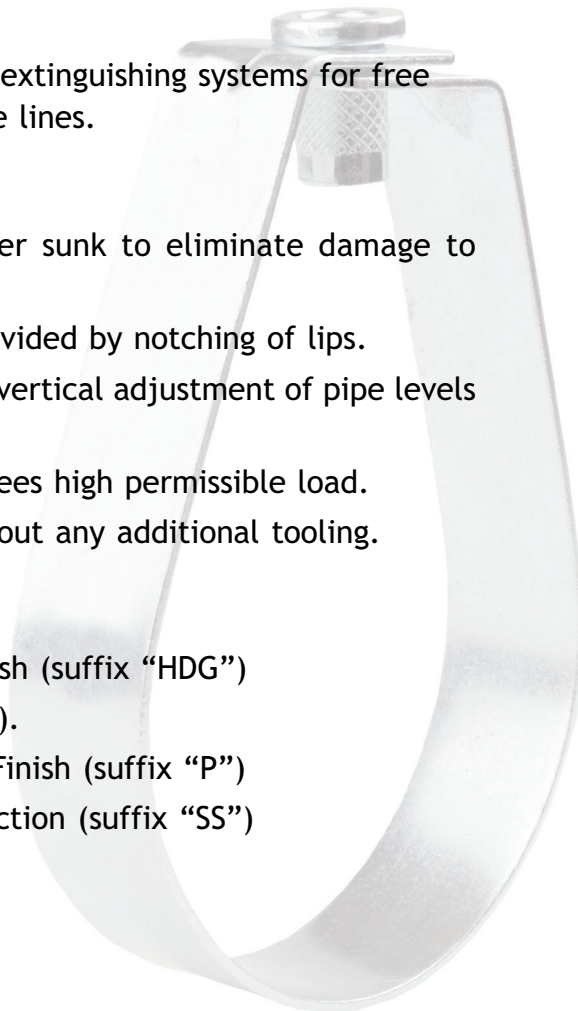 extinguishing systems for free
lines.
er sunk to eliminate damage to
vided by notching of lips.
vertical adjustment of pipe levels
ees high permissible load.
out any additional tooling.
sh (suffix “HDG”)
).
Finish (suffix “P”)
ction (suffix “SS”)